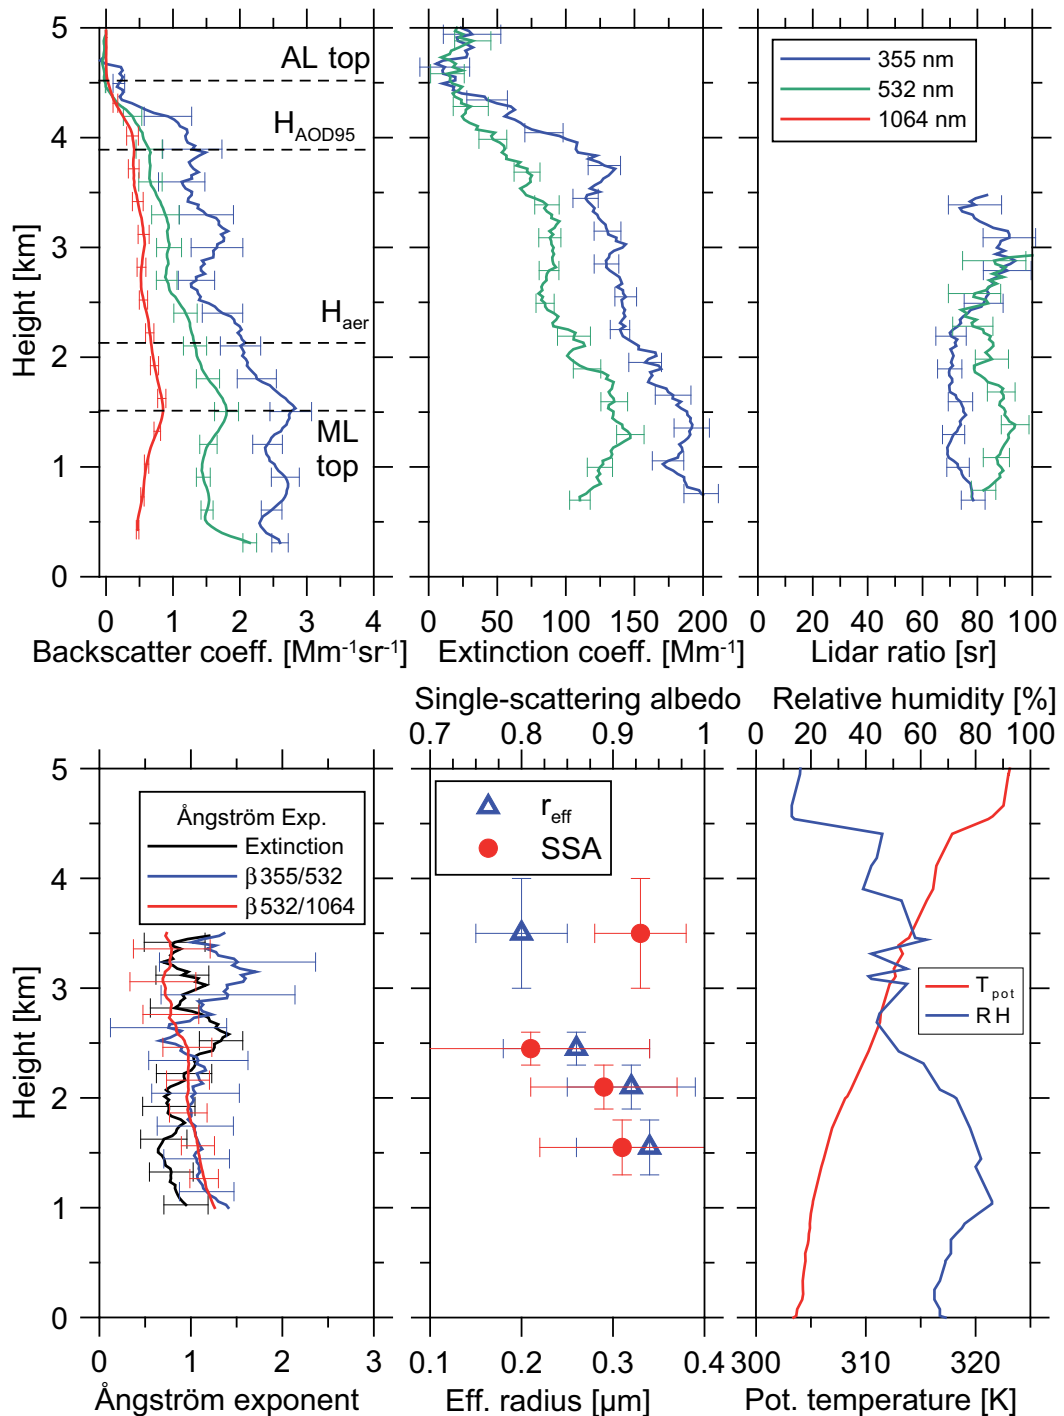 5
4
3
2
1
0
Height [km]
AL top
H_AOD95
H_aer
ML
top
0 1 2 3 4
Backscatter coeff. [Mm⁻¹sr⁻¹]
0 50 100 150 200
Extinction coeff. [Mm⁻¹]
355 nm
532 nm
1064 nm
0 20 40 60 80 100
Lidar ratio [sr]
5
4
3
2
1
0
Height [km]
Ångström Exp.
Extinction
β355/532
β532/1064
0 1 2 3
Ångström exponent
Single-scattering albedo
0.7 0.8 0.9 1
r_eff
SSA
0.1 0.2 0.3 0.4
Eff. radius [µm]
Relative humidity [%]
0 20 40 60 80 100
T_pot
RH
300 310 320
Pot. temperature [K]